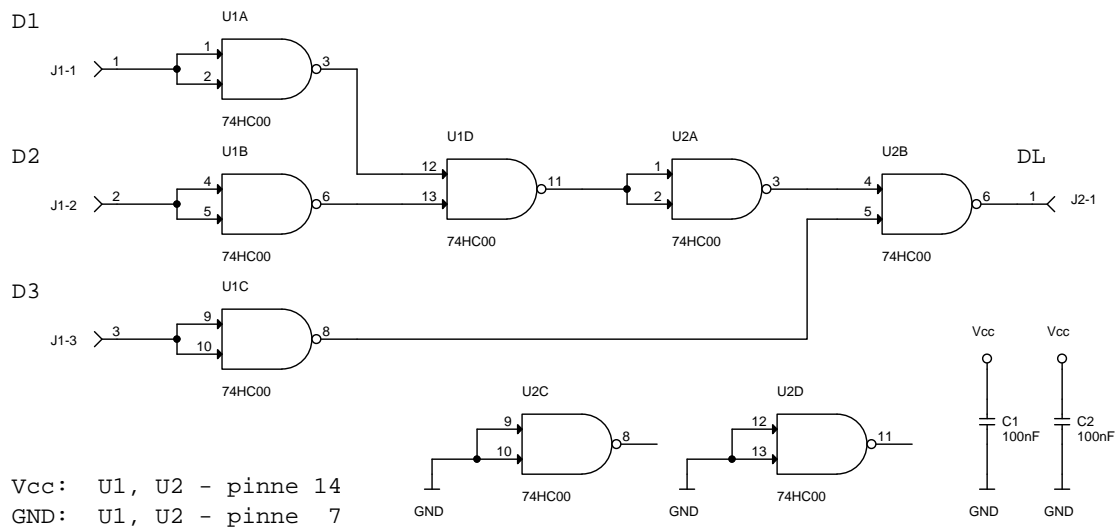 D1
U1A
J1-1 1 1 2 3
74HC00
D2
U1B
U1D
U2A
U2B
DL
J1-2 2 4 5 6 12 13 11 1 2 3 4 5 6 1 J2-1
74HC00
74HC00
74HC00
74HC00
D3
U1C
J1-3 3 9 10 8
74HC00
Vcc
Vcc
C1
100nF
C2
100nF
U2C
U2D
9 10 8
12 13 11
74HC00
74HC00
GND
GND
GND
GND
Vcc: U1, U2 - pinne 14
GND: U1, U2 - pinne 7